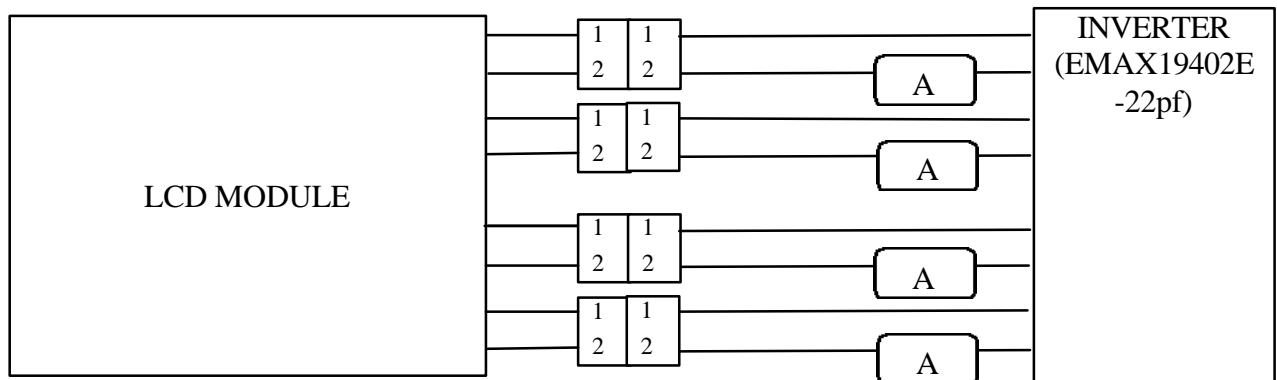 LCD MODULE
1 1
2 2
A
1 1
2 2
A
1 1
2 2
A
1 1
2 2
A
INVERTER
(EMAX19402E
-22pf)